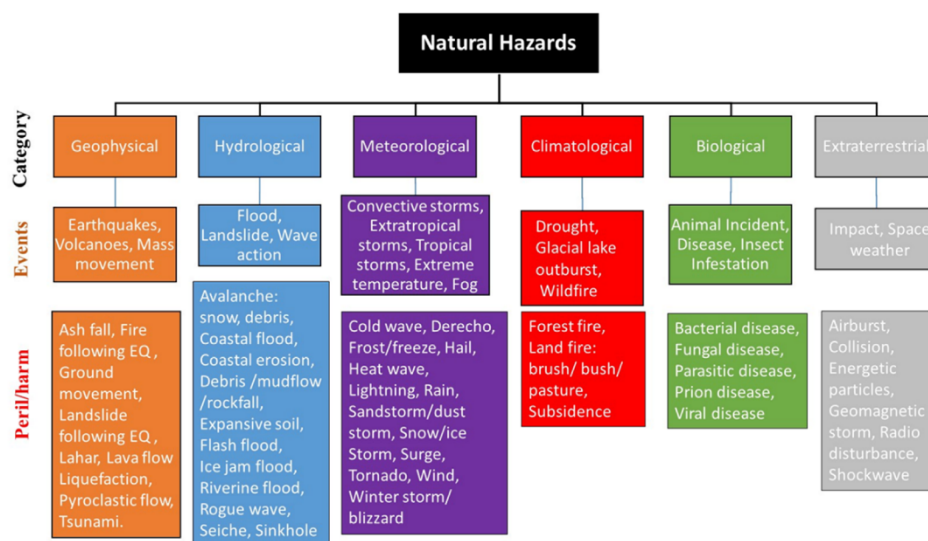 Natural Hazards
Category
Geophysical
Hydrological
Meteorological
Climatological
Biological
Extraterrestrial
Events
Earthquakes,
Volcanoes, Mass
movement
Flood,
Landslide, Wave
action
Convective storms,
Extratropical
storms, Tropical
storms, Extreme
temperature, Fog
Drought,
Glacial lake
outburst,
Wildfire
Animal Incident,
Disease, Insect
Infestation
Impact, Space
weather
Peril/harm
Ash fall, Fire
following EQ ,
Ground
movement,
Landslide
following EQ ,
Lahar, Lava flow
Liquefaction,
Pyroclastic flow,
Tsunami.
Avalanche:
snow, debris,
Coastal flood,
Coastal erosion,
Debris /mudflow
/rockfall,
Expansive soil,
Flash flood,
Ice jam flood,
Riverine flood,
Rogue wave,
Seiche, Sinkhole
Cold wave, Derecho,
Frost/freeze, Hail,
Heat wave,
Lightning, Rain,
Sandstorm/dust
storm, Snow/ice
Storm, Surge,
Tornado, Wind,
Winter storm/
blizzard
Forest fire,
Land fire:
brush/ bush/
pasture,
Subsidence
Bacterial disease,
Fungal disease,
Parasitic disease,
Prion disease,
Viral disease
Airburst,
Collision,
Energetic
particles,
Geomagnetic
storm, Radio
disturbance,
Shockwave